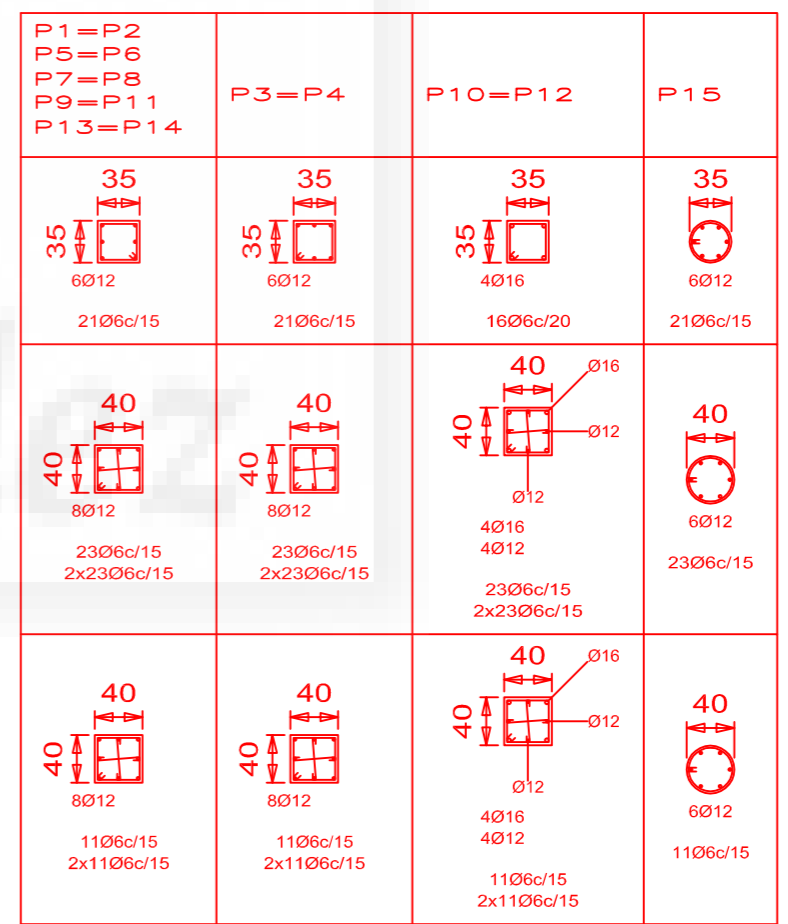 P1=P2
P5=P6
P7=P8
P9=P11
P13=P14
P3=P4
P10=P12
P15
35
35
6Ø12
21Ø6c/15
35
35
6Ø12
21Ø6c/15
35
35
4Ø16
16Ø6c/20
35
6Ø12
21Ø6c/15
40
40
8Ø12
23Ø6c/15
2x23Ø6c/15
40
40
8Ø12
23Ø6c/15
2x23Ø6c/15
40
Ø16
40
Ø12
Ø12
4Ø16
4Ø12
23Ø6c/15
2x23Ø6c/15
40
6Ø12
23Ø6c/15
40
40
8Ø12
11Ø6c/15
2x11Ø6c/15
40
40
8Ø12
11Ø6c/15
2x11Ø6c/15
40
Ø16
40
Ø12
Ø12
4Ø16
4Ø12
11Ø6c/15
2x11Ø6c/15
40
6Ø12
11Ø6c/15